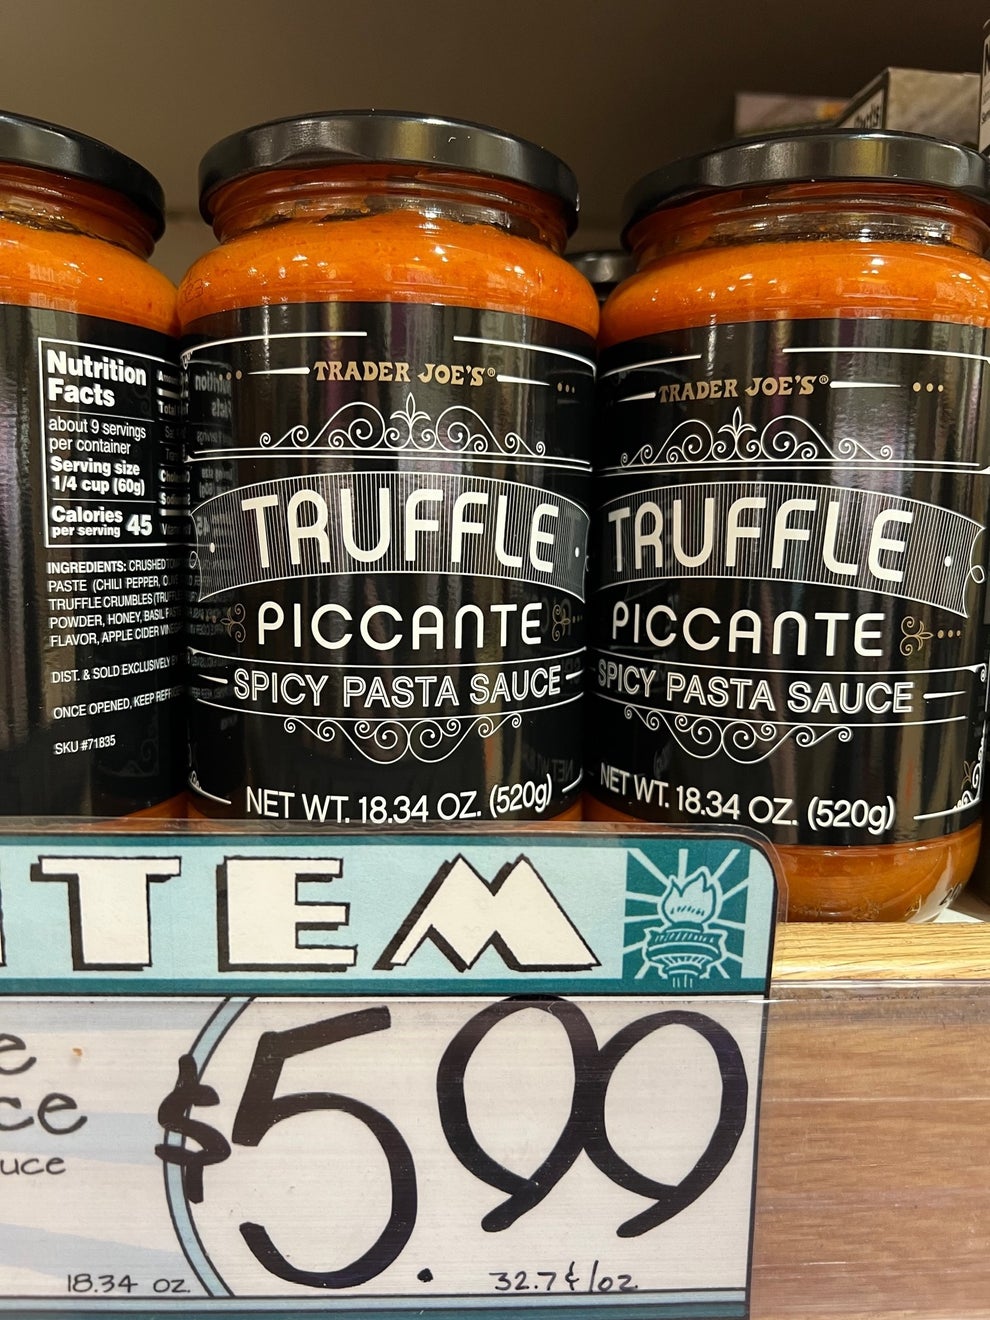 Nutrition
Facts
about 9 servings
per container
Serving size
1/4 cup (60g)
Calories
per serving 45
INGREDIENTS: CRUSHED
PASTE (CHILI PEPPER,
TRUFFLE CRUMBLES
POWDER, HONEY, BASIL
FLAVOR, APPLE CIDER
DIST. & SOLD EXCLUSIVELY
ONCE OPENED, KEEP
SKU #71835
TRADER JOE'S®
TRUFFLE
PICCANTE
SPICY PASTA SAUCE
NET WT. 18.34 OZ. (520g)
TRADER JOE'S®
TRUFFLE
PICCANTE
SPICY PASTA SAUCE
NET WT. 18.34 OZ. (520g)
TEM
e
ce
uce
$5.99
18.34 oz.
32.7¢/oz.